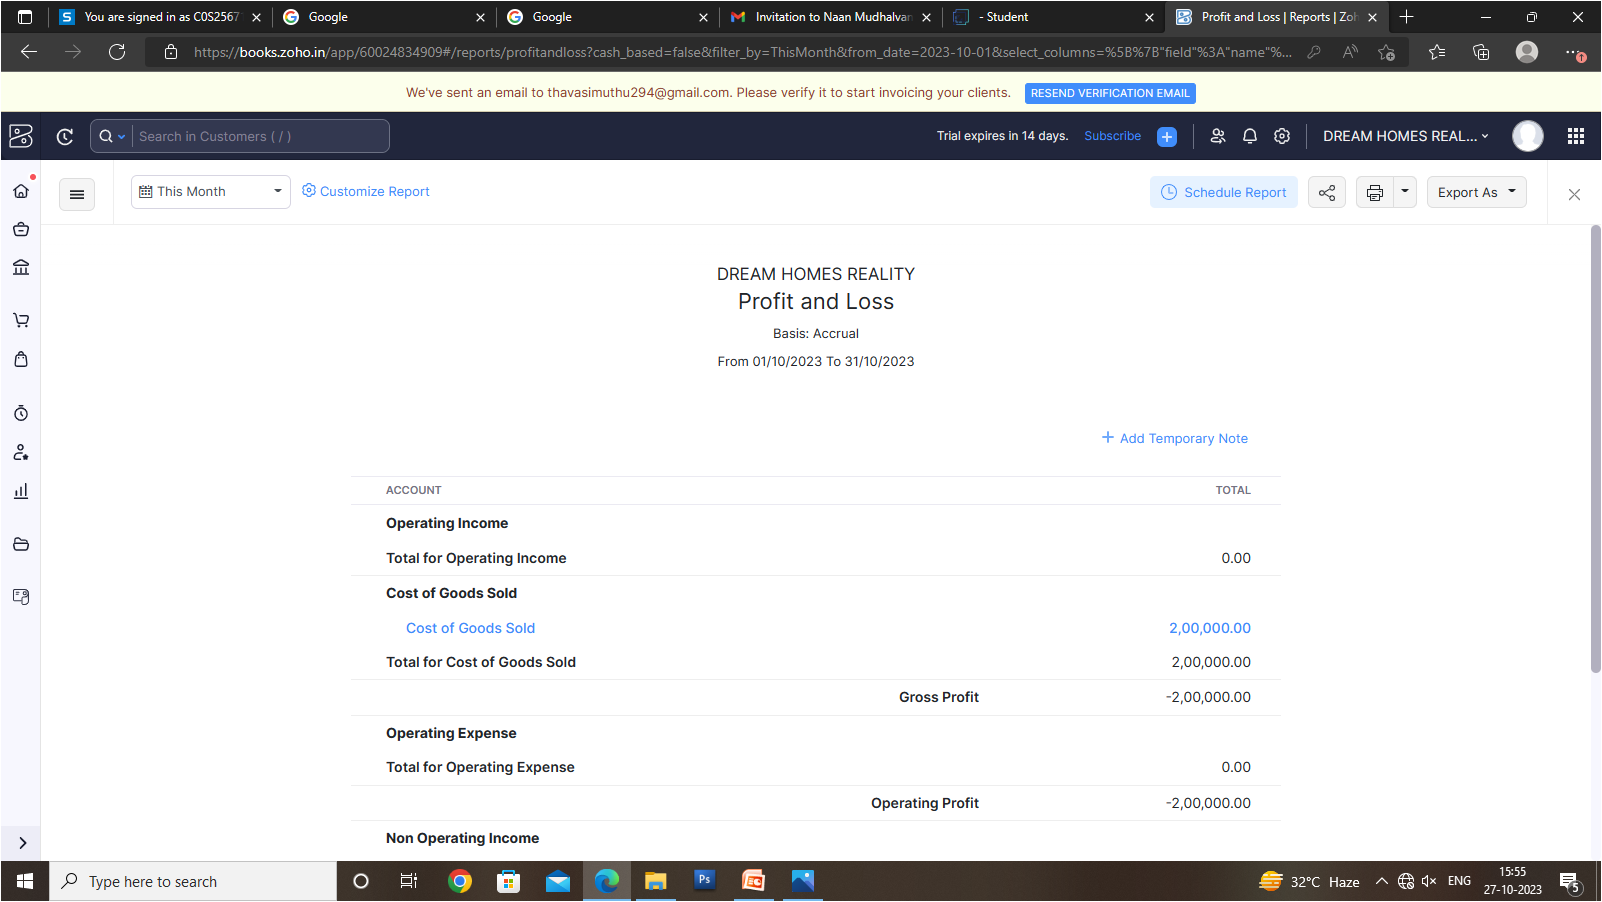 You are signed in as C0S2567
Google
Google
Invitation to Naan Mudhalvan
- Student
Profit and Loss | Reports | Zoh
https://books.zoho.in/app/60024834909#/reports/profitandloss?cash_based=false&filter_by=ThisMonth&from_date=2023-10-01&select_columns=%5B%7B"field"%3A"name"%...
We've sent an email to thavasimuthu294@gmail.com. Please verify it to start invoicing your clients.
RESEND VERIFICATION EMAIL
Search in Customers ( / )
Trial expires in 14 days.
Subscribe
DREAM HOMES REAL...
This Month
Customize Report
Schedule Report
Export As
DREAM HOMES REALITY
Profit and Loss
Basis: Accrual
From 01/10/2023 To 31/10/2023
+ Add Temporary Note
ACCOUNT TOTAL
Operating Income
Total for Operating Income 0.00
Cost of Goods Sold
Cost of Goods Sold 2,00,000.00
Total for Cost of Goods Sold 2,00,000.00
Gross Profit -2,00,000.00
Operating Expense
Total for Operating Expense 0.00
Operating Profit -2,00,000.00
Non Operating Income
Type here to search
Ps
32°C Haze
ENG
15:55
27-10-2023
5